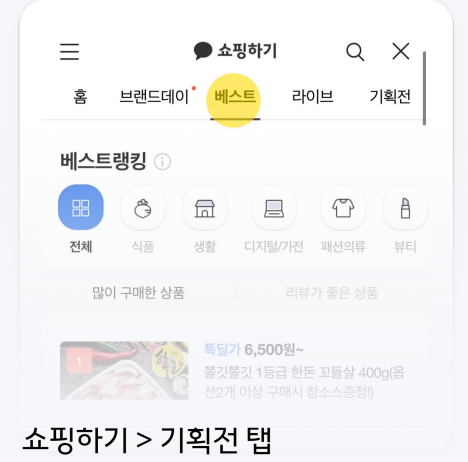 쇼핑하기
홈 브랜드데이 베스트 라이브 기획전
베스트랭킹
전체 식품 생활 디지털/가전 패션의류 뷰티
많이 구매한 상품 리뷰가 좋은 상품
1
톡딜가 6,500원~
쫄깃쫄깃 1등급 한돈 꼬들살 400g(옵
션2개 이상 구매시 참소스증정!)
쇼핑하기 > 기획전 탭